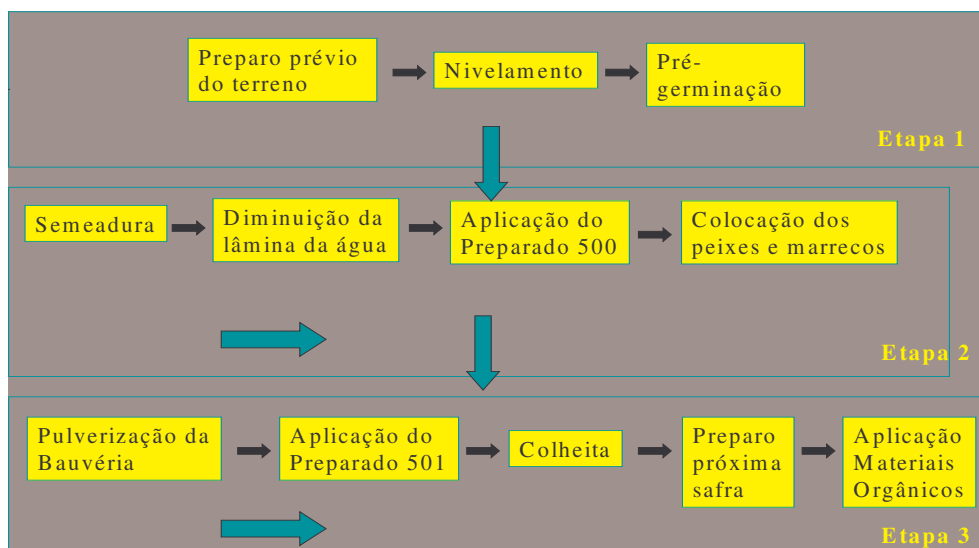 Preparo prévio
do terreno
Nivelamento
Pré-
germinação
Etapa 1
Semeadura
Diminuição da
lâmina da água
Aplicação do
Preparado 500
Colocação dos
peixes e marrecos
Etapa 2
Pulverização da
Bauvéria
Aplicação do
Preparado 501
Colheita
Preparo
próxima
safra
Aplicação
Materiais
Orgânicos
Etapa 3